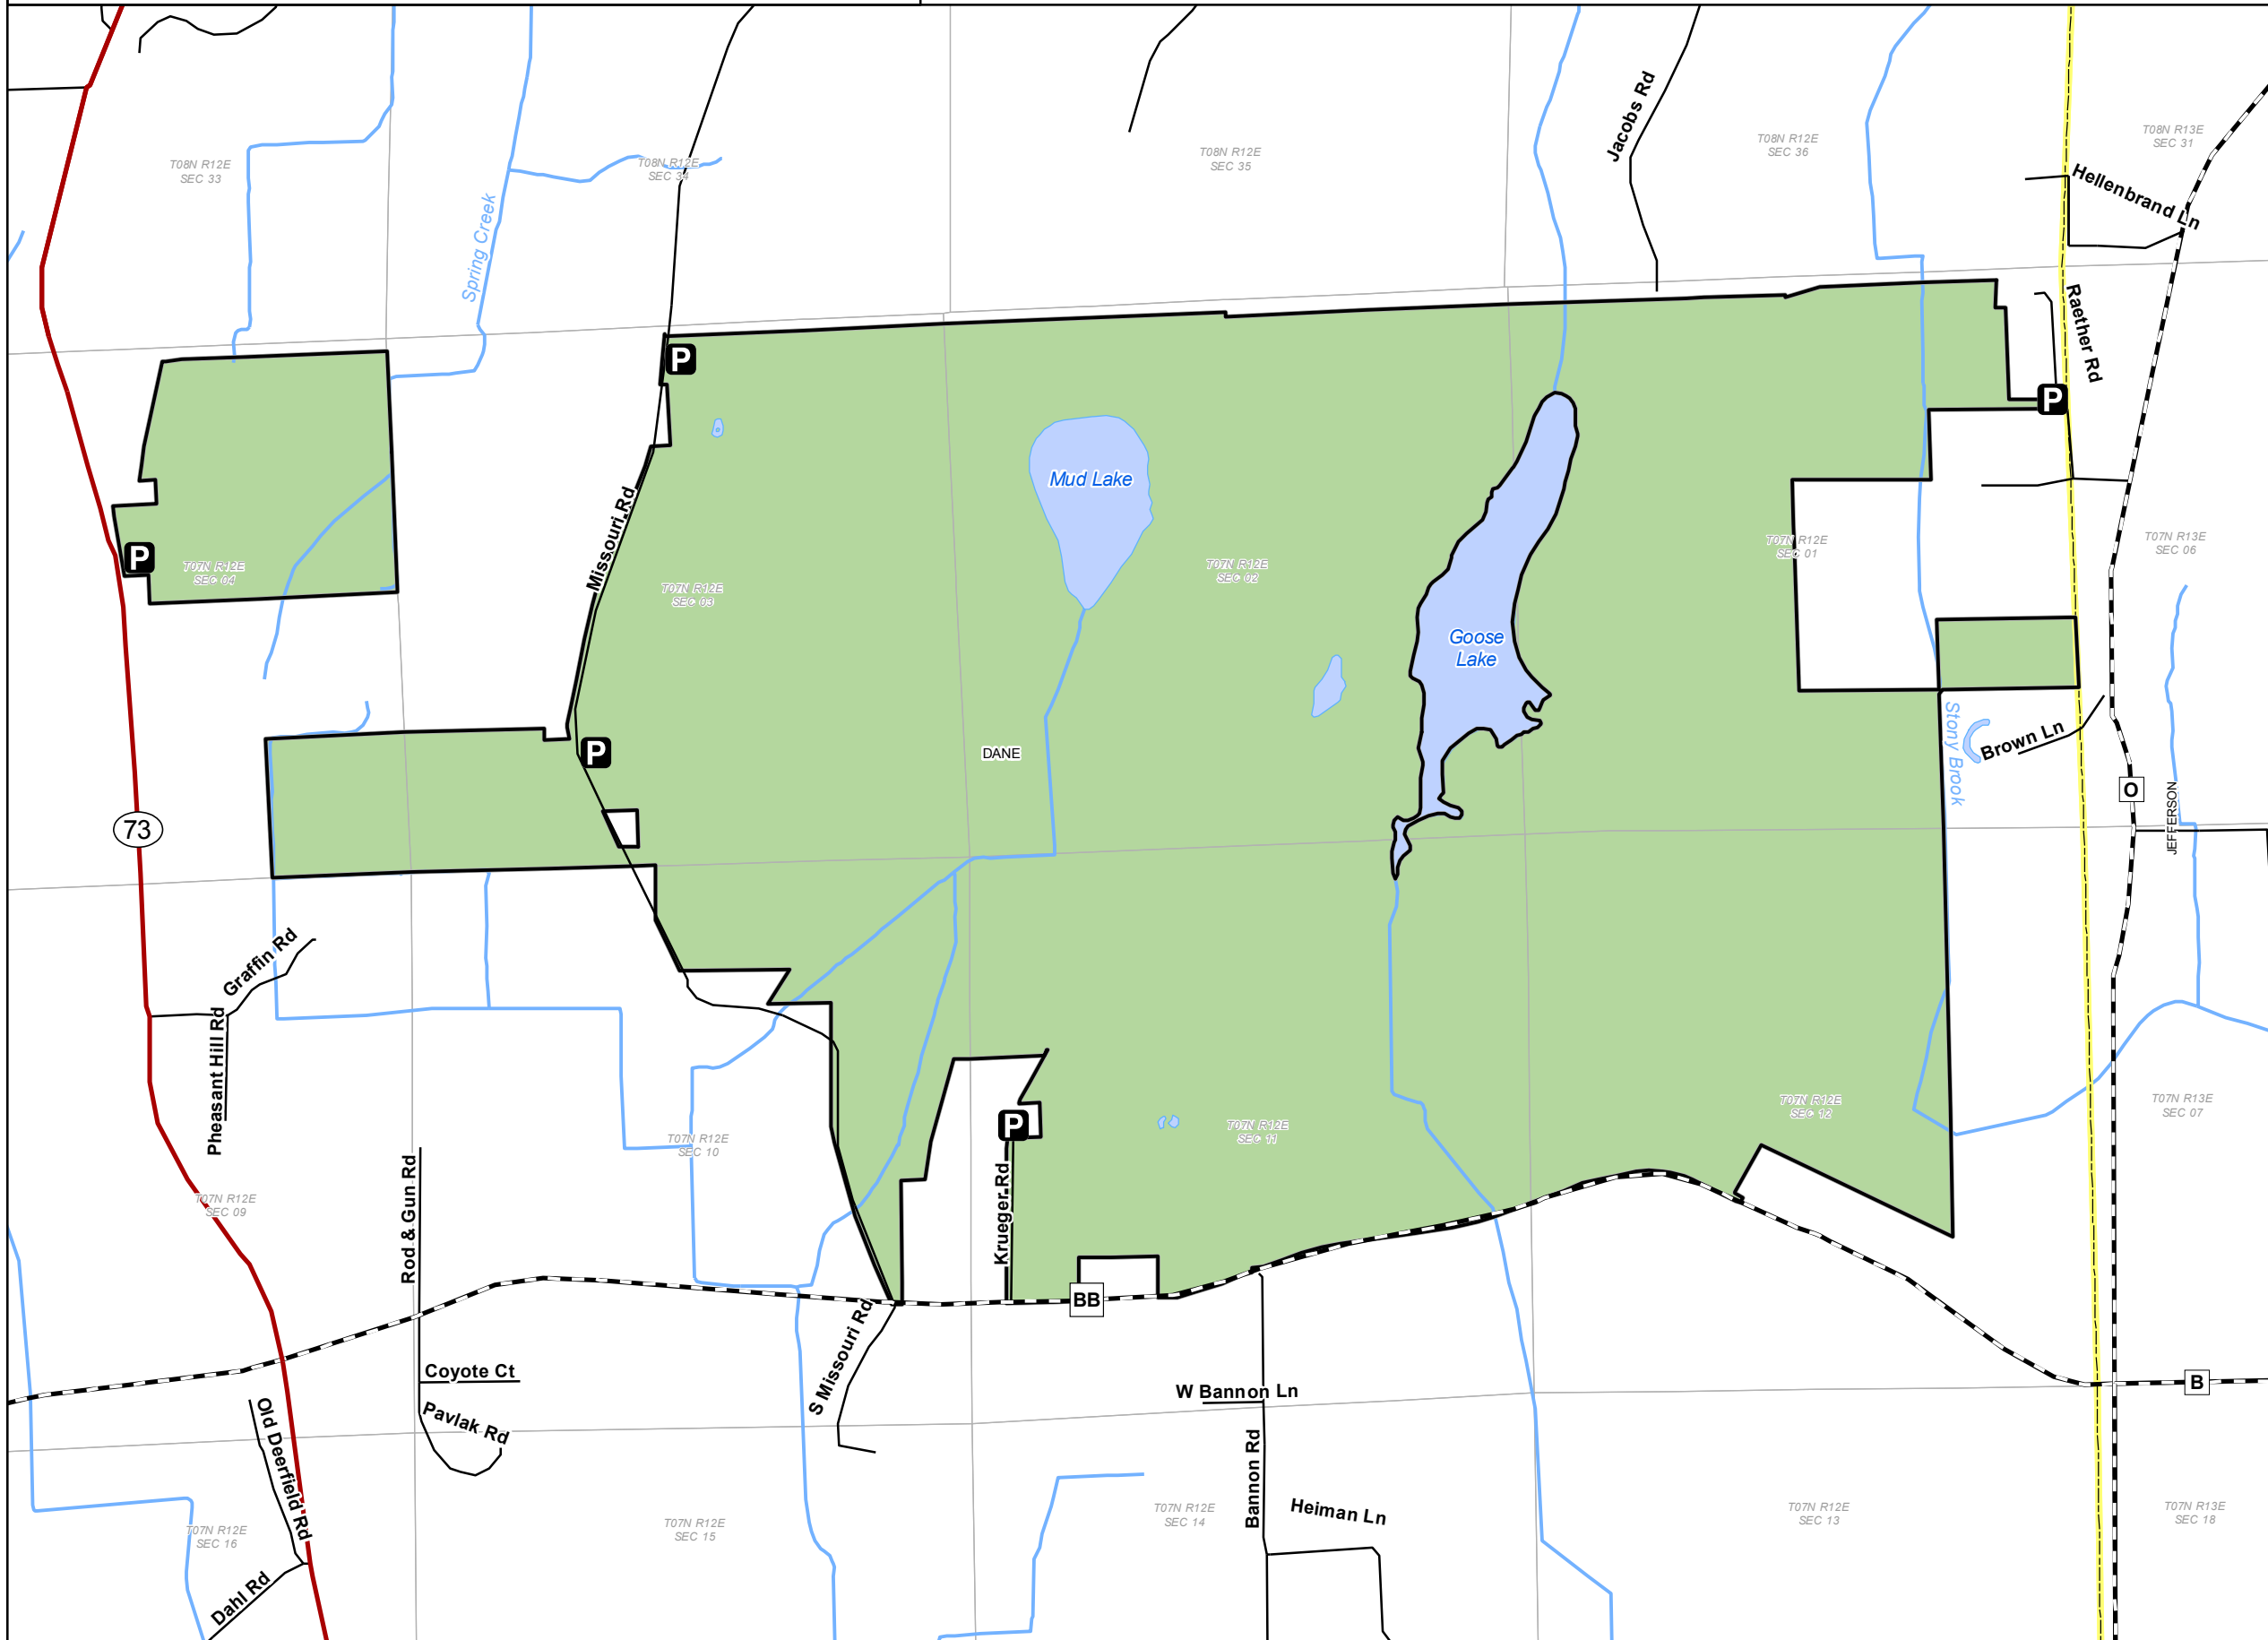 T08N R12E
SEC 33
T08N R12E
SEC 34
T08N R12E
SEC 35
Jacobs Rd
T08N R12E
SEC 36
T08N R13E
SEC 31
Hellenbrand Ln
Spring Creek
Raether Rd
P
P
Mud Lake
Missouri Rd
P
T07N R12E
SEC 04
T07N R12E
SEC 03
T07N R12E
SEC 02
T07N R12E
SEC 01
T07N R13E
SEC 06
Goose
Lake
Stony Brook
Brown Ln
P
DANE
O
JEFFERSON
73
Graffin Rd
Pheasant Hill Rd
T07N R12E
SEC 10
P
T07N R12E
SEC 11
T07N R12E
SEC 12
T07N R13E
SEC 07
T07N R12E
SEC 09
Rod & Gun Rd
Krueger Rd
BB
S Missouri Rd
Coyote Ct
Pavlak Rd
W Bannon Ln
B
Old Deerfield Rd
Bannon Rd
Heiman Ln
T07N R12E
SEC 16
T07N R12E
SEC 15
T07N R12E
SEC 14
T07N R12E
SEC 13
T07N R13E
SEC 18
Dahl Rd